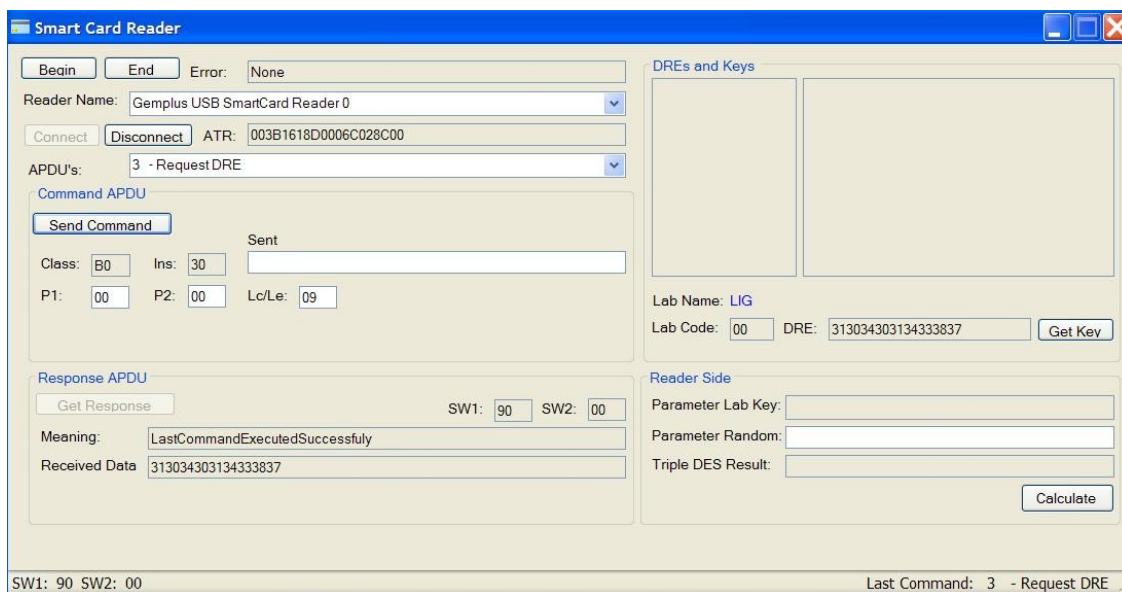 Smart Card Reader
Begin End Error: None
Reader Name: Gemplus USB SmartCard Reader 0
Connect Disconnect ATR: 003B1618D0006C028C00
APDU's: 3 - Request DRE
Command APDU
Send Command
Sent
Class: B0 Ins: 30
P1: 00 P2: 00 Lc/Le: 09
Response APDU
Get Response SW1: 90 SW2: 00
Meaning: LastCommandExecutedSuccessfuly
Received Data 313034303134333837
DREs and Keys
Lab Name: LIG
Lab Code: 00 DRE: 313034303134333837 Get Key
Reader Side
Parameter Lab Key:
Parameter Random:
Triple DES Result:
Calculate
SW1: 90 SW2: 00 Last Command: 3 - Request DRE